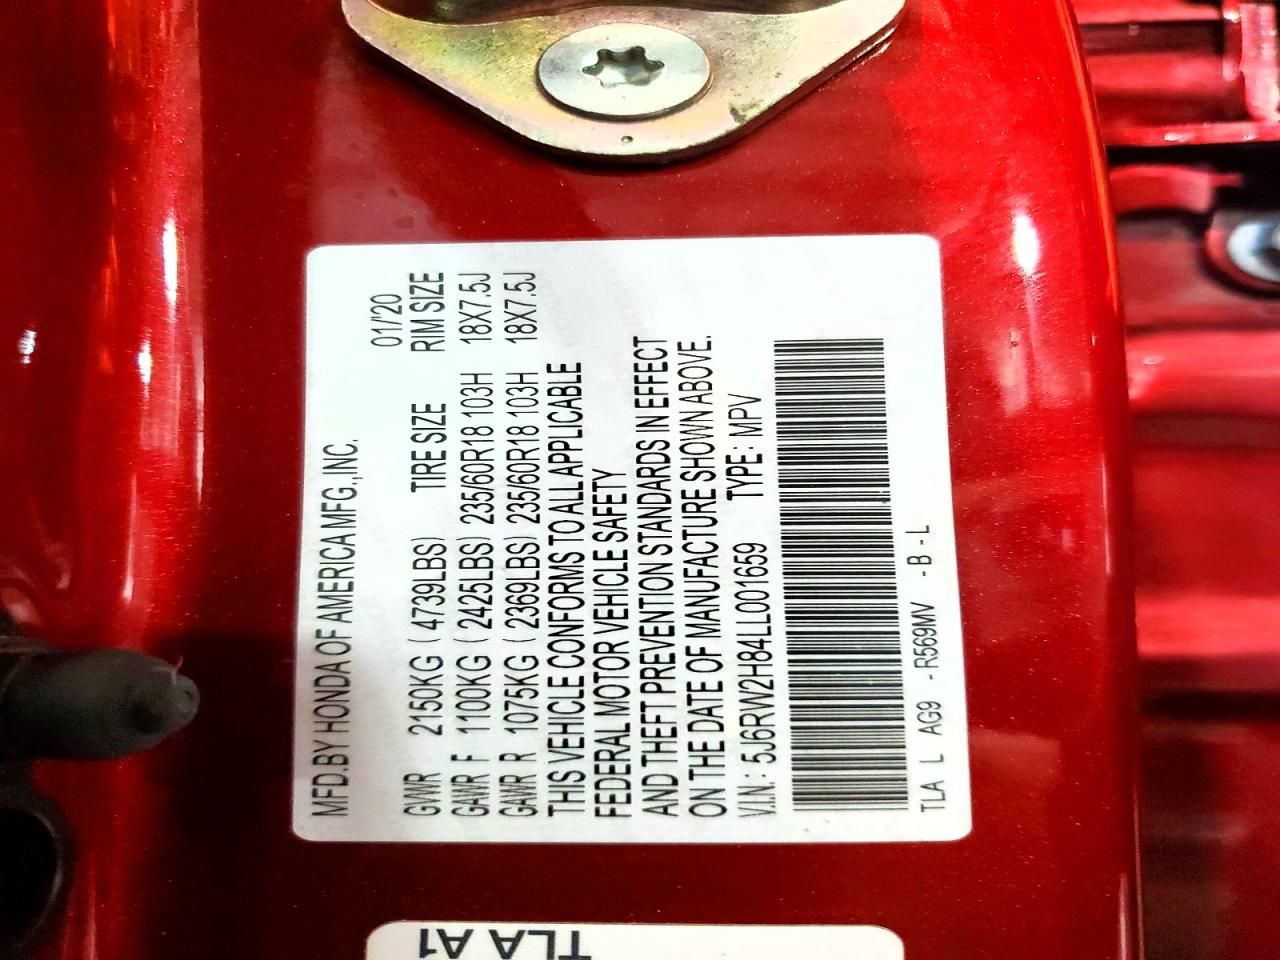 MFD.BY HONDA OF AMERICA MFG.,INC.
01/'20
GVWR 2150KG ( 4739LBS) TIRE SIZE RIM SIZE
GAWR F 1100KG ( 2425LBS) 235/60R18 103H 18X7.5J
GAWR R 1075KG ( 2369LBS) 235/60R18 103H 18X7.5J
THIS VEHICLE CONFORMS TO ALL APPLICABLE
FEDERAL MOTOR VEHICLE SAFETY
AND THEFT PREVENTION STANDARDS IN EFFECT
ON THE DATE OF MANUFACTURE SHOWN ABOVE.
V.I.N.: 5J6RW2H84LL001659 TYPE: MPV
TLA L AG9 -R569MV -B-L
TLA A1